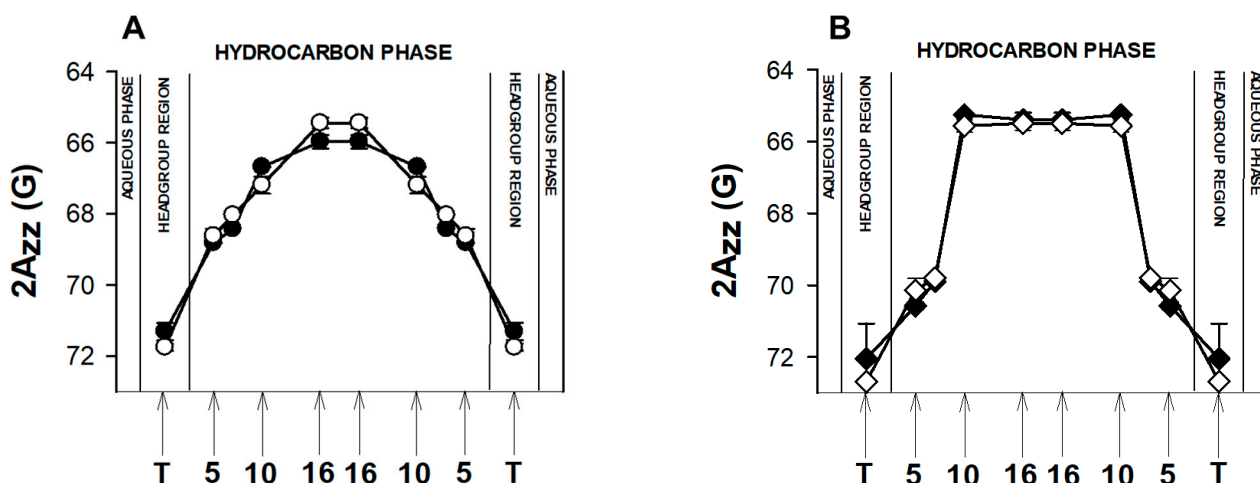 A
HYDROCARBON PHASE
2Azz (G)
64
66
68
70
72
AQUEOUS PHASE
HEADGROUP REGION
HEADGROUP REGION
AQUEOUS PHASE
T 5 10 16 16 10 5 T
B
HYDROCARBON PHASE
2Azz (G)
64
66
68
70
72
AQUEOUS PHASE
HEADGROUP REGION
HEADGROUP REGION
AQUEOUS PHASE
T 5 10 16 16 10 5 T